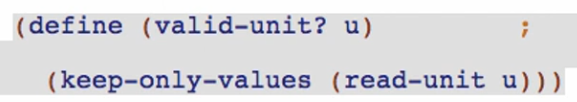 (define (valid-unit? u) ;
(keep-only-values (read-unit u)))